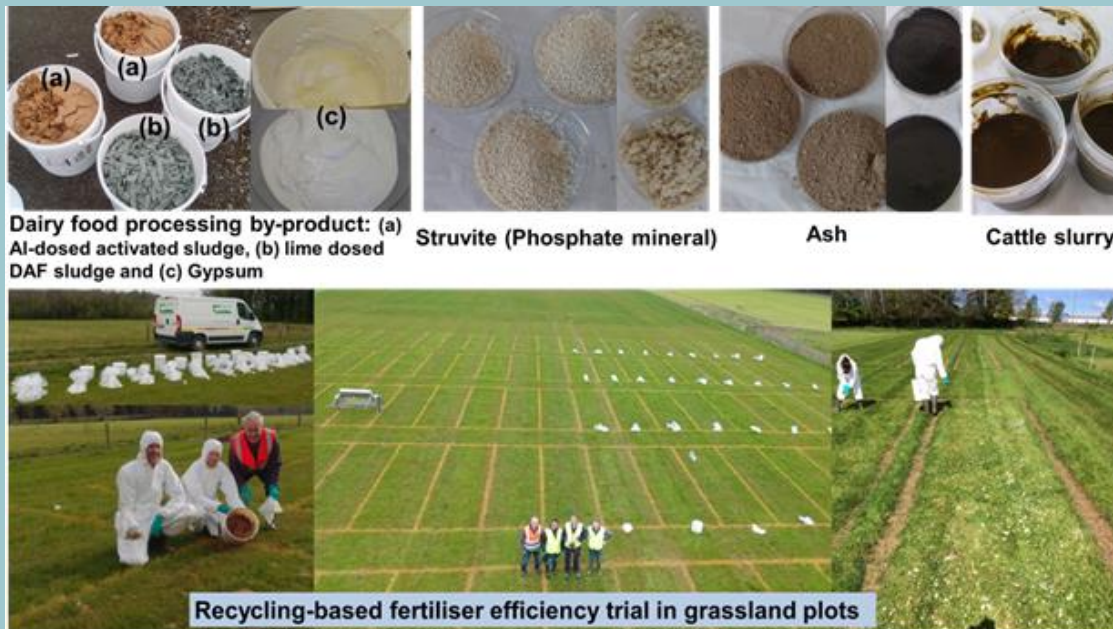 (a)
(a)
(b)
(b)
(c)
Dairy food processing by-product: (a)
Al-dosed activated sludge, (b) lime dosed
DAF sludge and (c) Gypsum
Struvite (Phosphate mineral)
Ash
Cattle slurry
Recycling-based fertiliser efficiency trial in grassland plots